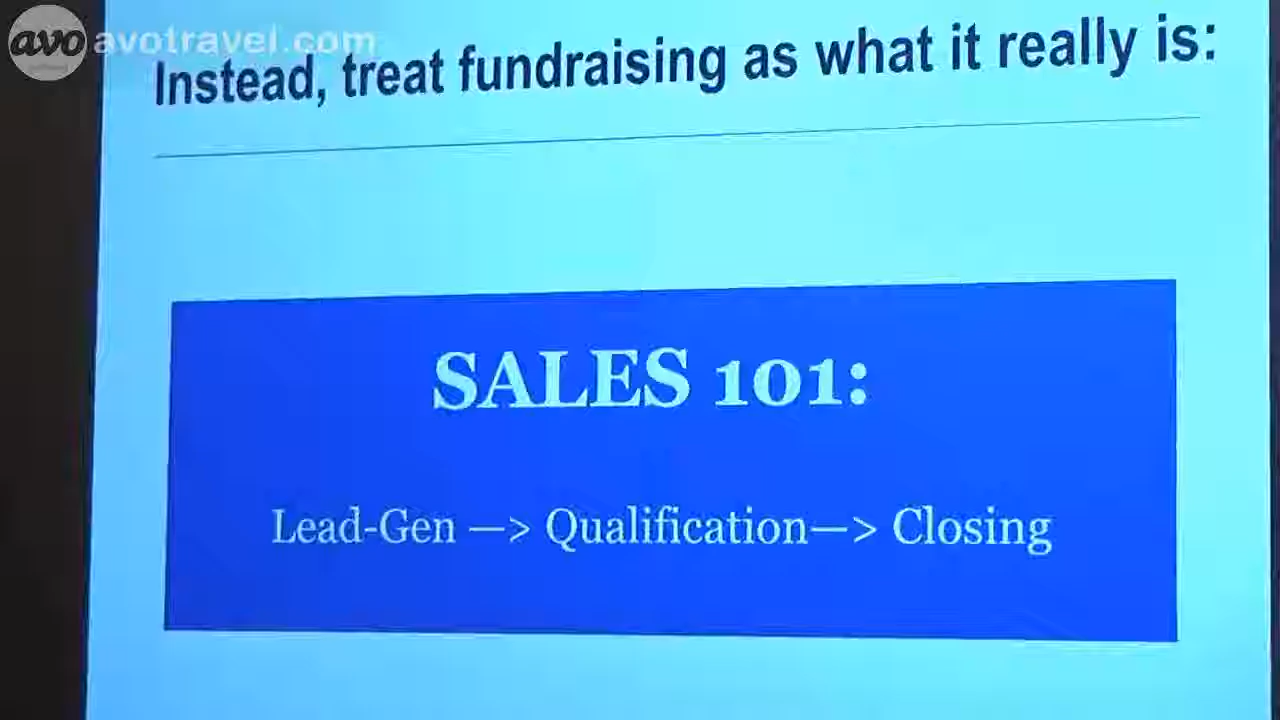 avo avotravel.com
Instead, treat fundraising as what it really is:
SALES 101:
Lead-Gen —> Qualification—> Closing